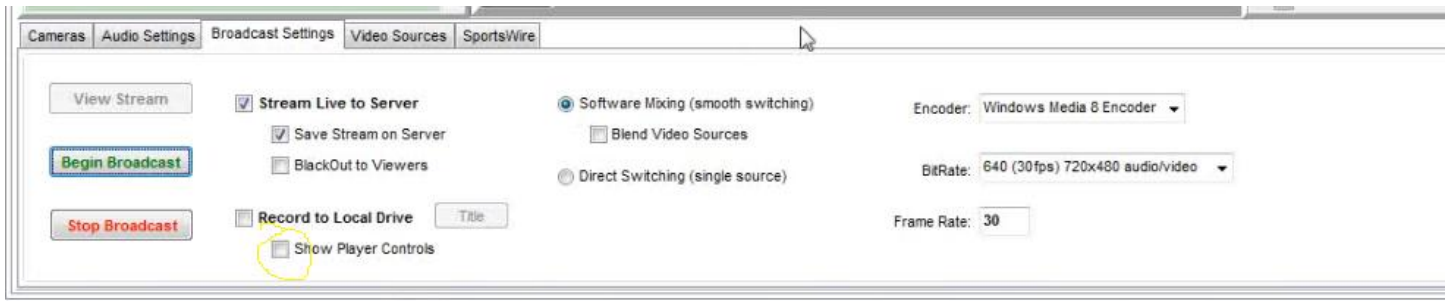 Cameras Audio Settings Broadcast Settings Video Sources SportsWire
View Stream
Begin Broadcast
Stop Broadcast
Stream Live to Server
Save Stream on Server
BlackOut to Viewers
Record to Local Drive Title
Show Player Controls
Software Mixing (smooth switching)
Blend Video Sources
Direct Switching (single source)
Encoder: Windows Media 8 Encoder
BitRate: 640 (30fps) 720x480 audio/video
Frame Rate: 30